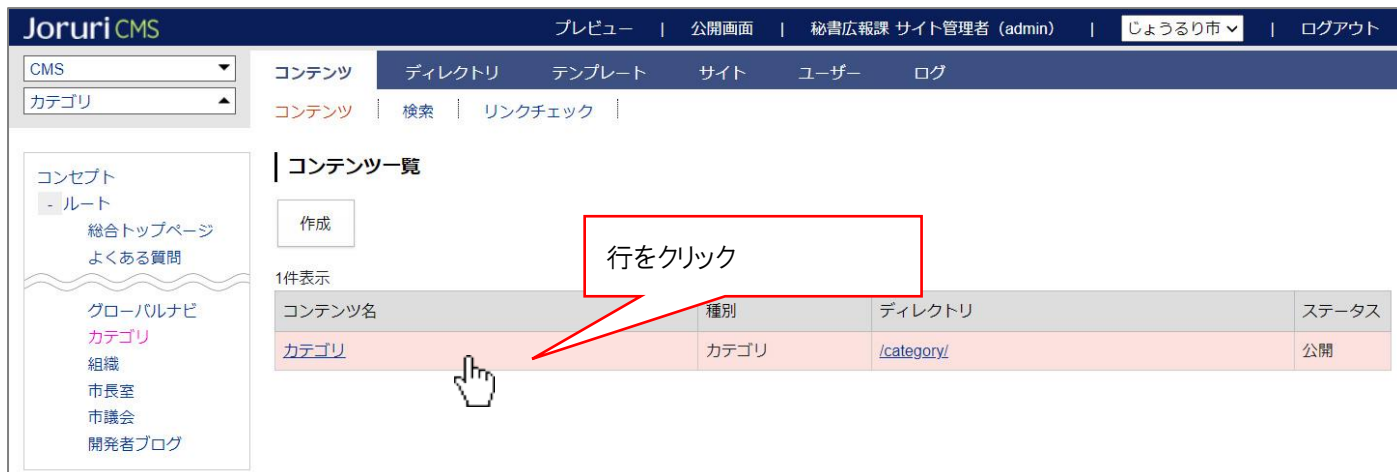 Joruri CMS プレビュー | 公開画面 | 秘書広報課 サイト管理者 (admin) | じょうるり市 | ログアウト
CMS
カテゴリ
コンテンツ ディレクトリ テンプレート サイト ユーザー ログ
コンテンツ 検索 リンクチェック
コンセプト
- ルート
総合トップページ
よくある質問
グローバルナビ
カテゴリ
組織
市長室
市議会
開発者ブログ
コンテンツ一覧
作成
行をクリック
1件表示
コンテンツ名 種別 ディレクトリ ステータス
カテゴリ カテゴリ /category/ 公開